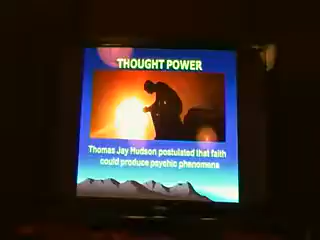 THOUGHT POWER
Thomas Jay Hudson postulated that faith
could produce psychic phenomena